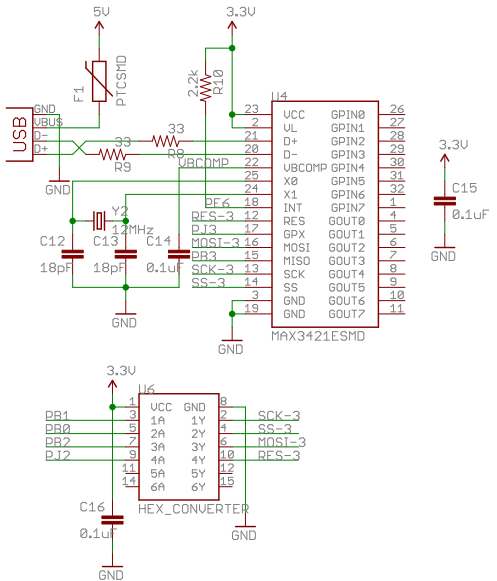 5V
3.3V
F1
PTCSMD
2.2k
R10
U4
USB
GND
VBUS
D-
D+
33
R8
33
R9
GND
VBCOMP
PE6
RES-3
PJ3
MOSI-3
PB3
SCK-3
SS-3
23 VCC GPIN0 26
2 VL GPIN1 27
21 D+ GPIN2 28
20 D- GPIN3 29
22 VBCOMP GPIN4 30
25 X0 GPIN5 31
24 X1 GPIN6 32
18 INT GPIN7 1
12 RES GOUT0 4
17 GPX GOUT1 5
16 MOSI GOUT2 6
15 MISO GOUT3 7
13 SCK GOUT4 8
14 SS GOUT5 9
3 GND GOUT6 10
19 GND GOUT7 11
MAX3421ESMD
Y2
12MHz
C12
18pF
C13
18pF
C14
0.1uF
GND
GND
3.3V
C15
0.1uF
GND
3.3V
U6
1 VCC GND 8
PB1 3 1A 1Y 2 SCK-3
PB0 5 2A 2Y 4 SS-3
PB2 7 3A 3Y 6 MOSI-3
PJ2 9 4A 4Y 10 RES-3
11 5A 5Y 12
14 6A 6Y 15
HEX_CONVERTER
C16
0.1uF
GND
GND